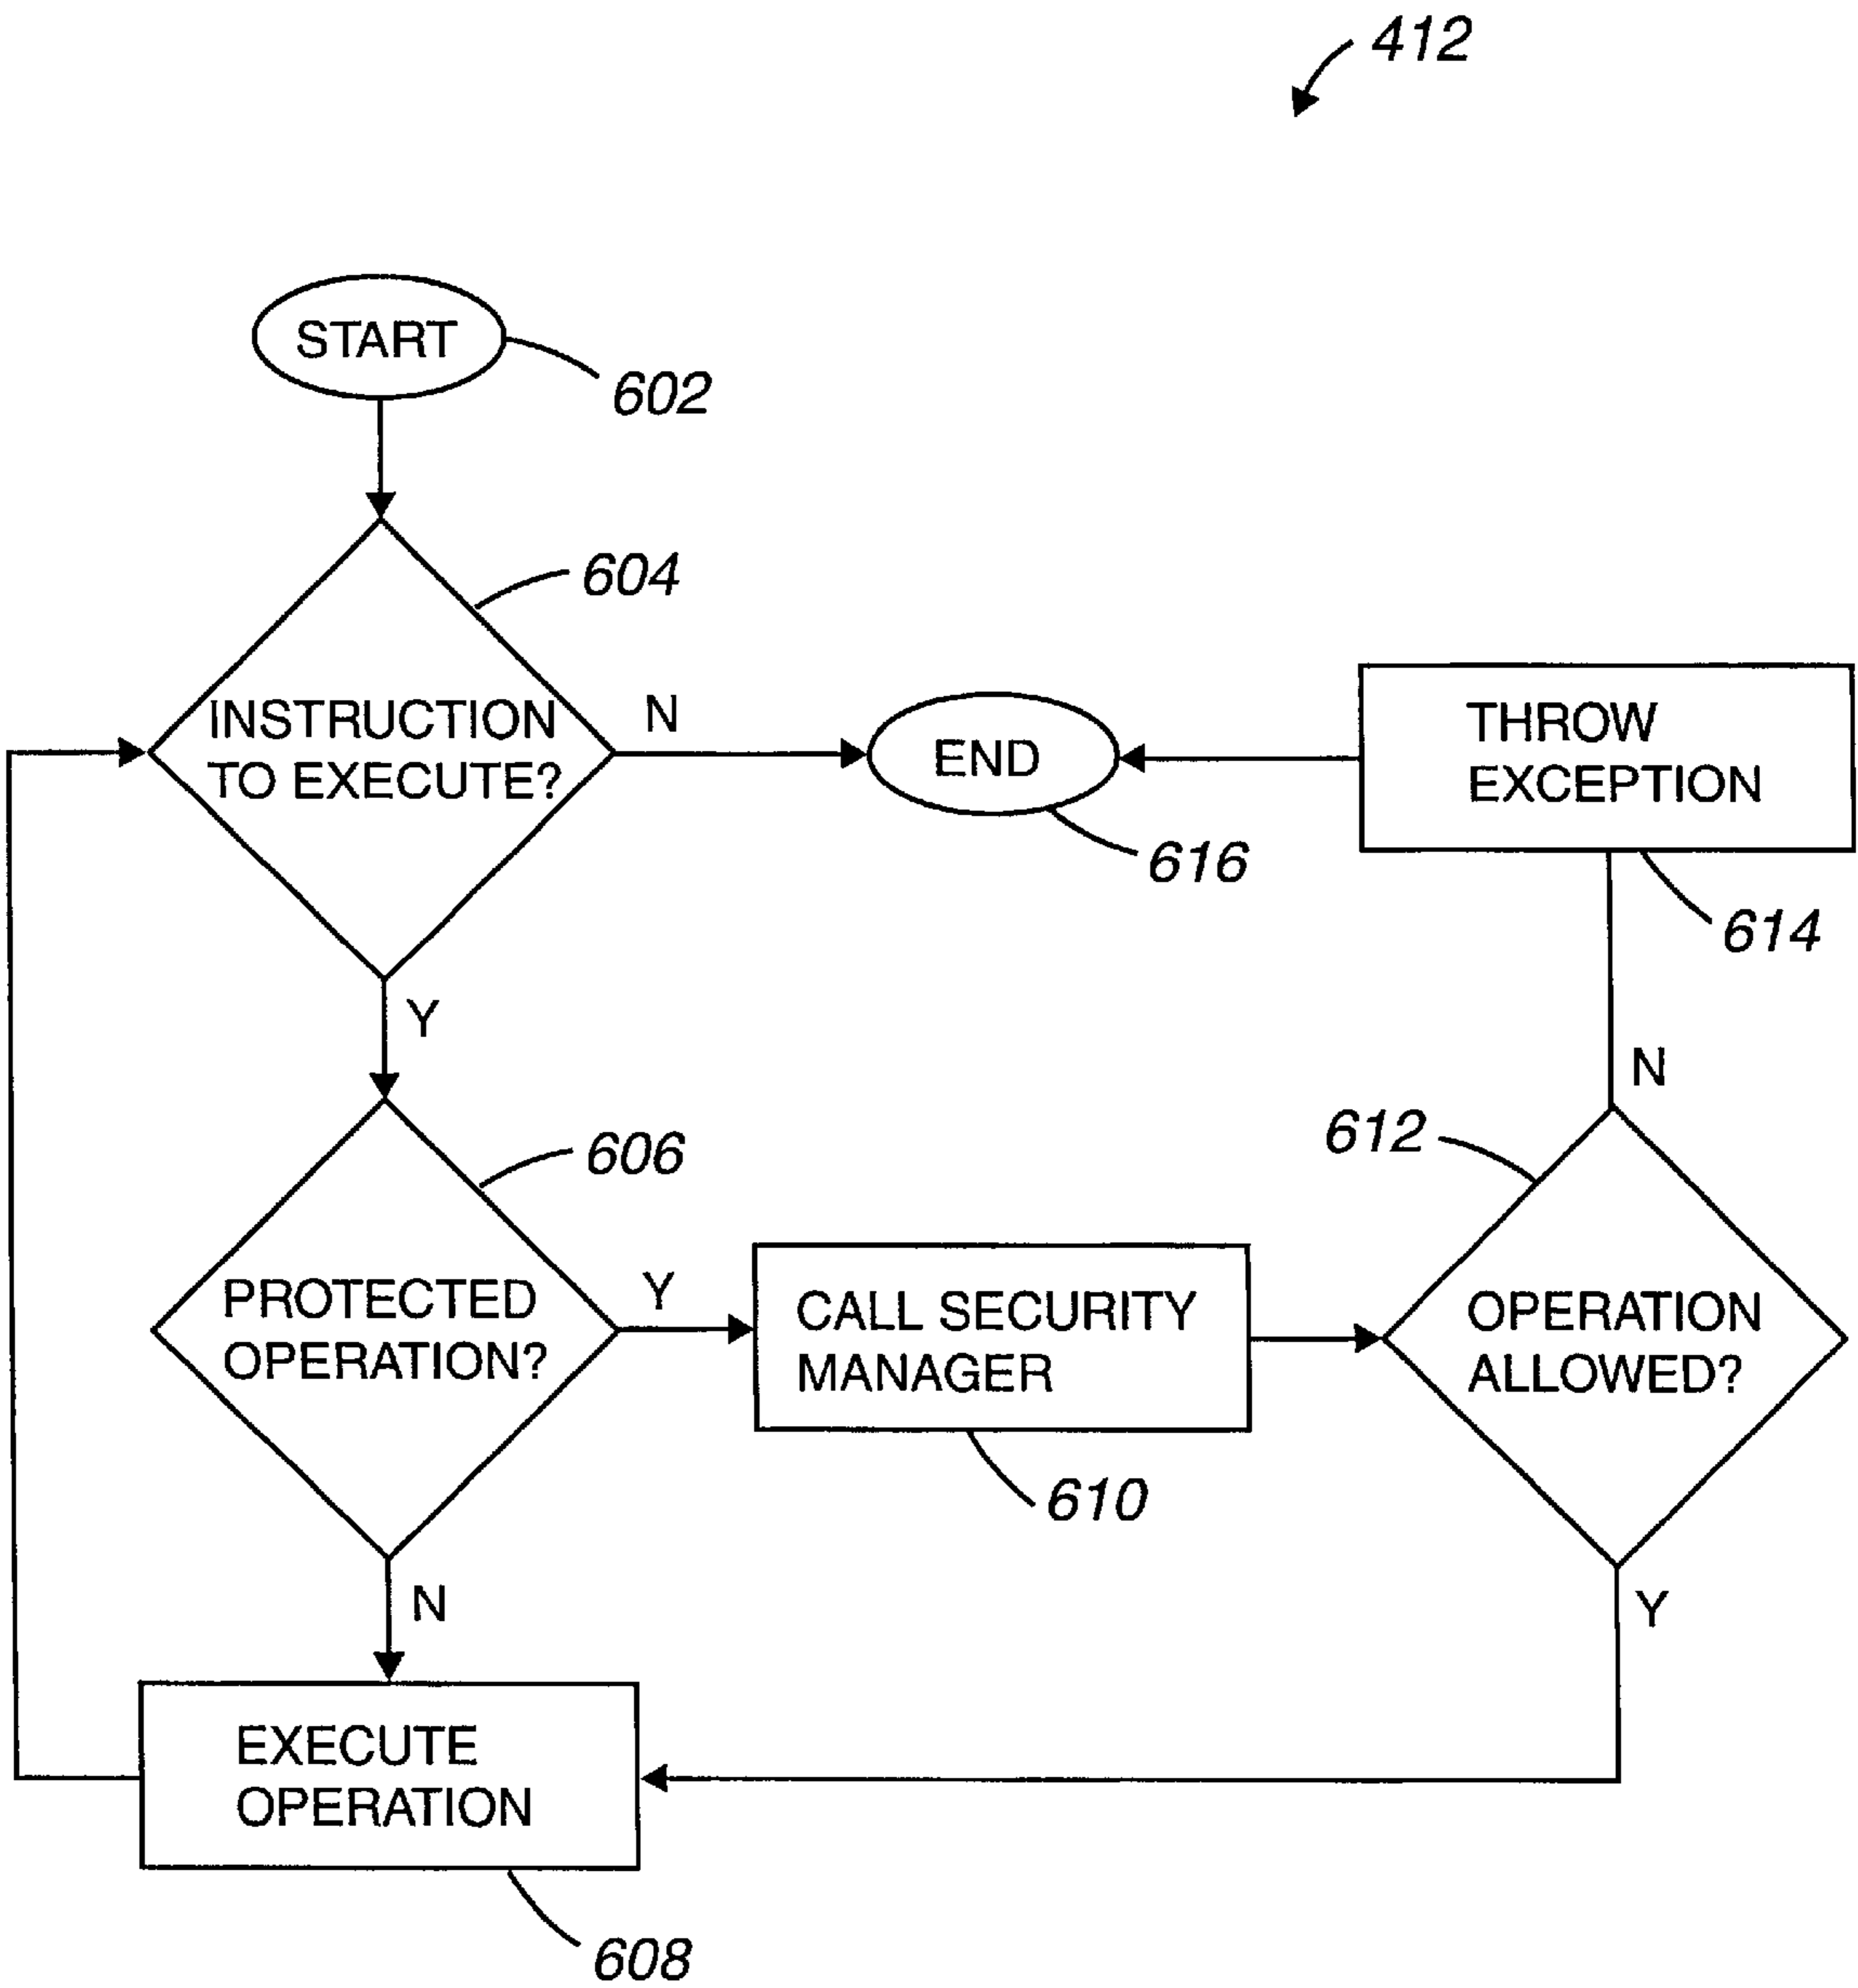 412
START
602
604
INSTRUCTION
TO EXECUTE?
N
END
616
THROW
EXCEPTION
614
Y
N
606
612
PROTECTED
OPERATION?
Y
CALL SECURITY
MANAGER
610
OPERATION
ALLOWED?
N
Y
EXECUTE
OPERATION
608